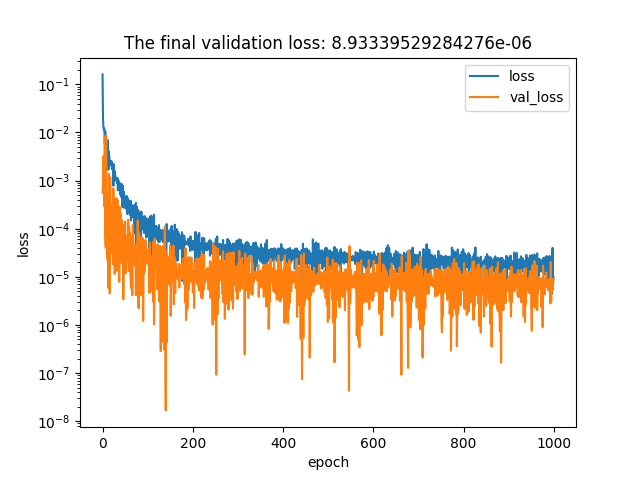 The final validation loss: 8.93339529284276e-06
loss
val_loss
10⁻¹
10⁻²
10⁻³
10⁻⁴
10⁻⁵
10⁻⁶
10⁻⁷
10⁻⁸
loss
0 200 400 600 800 1000
epoch